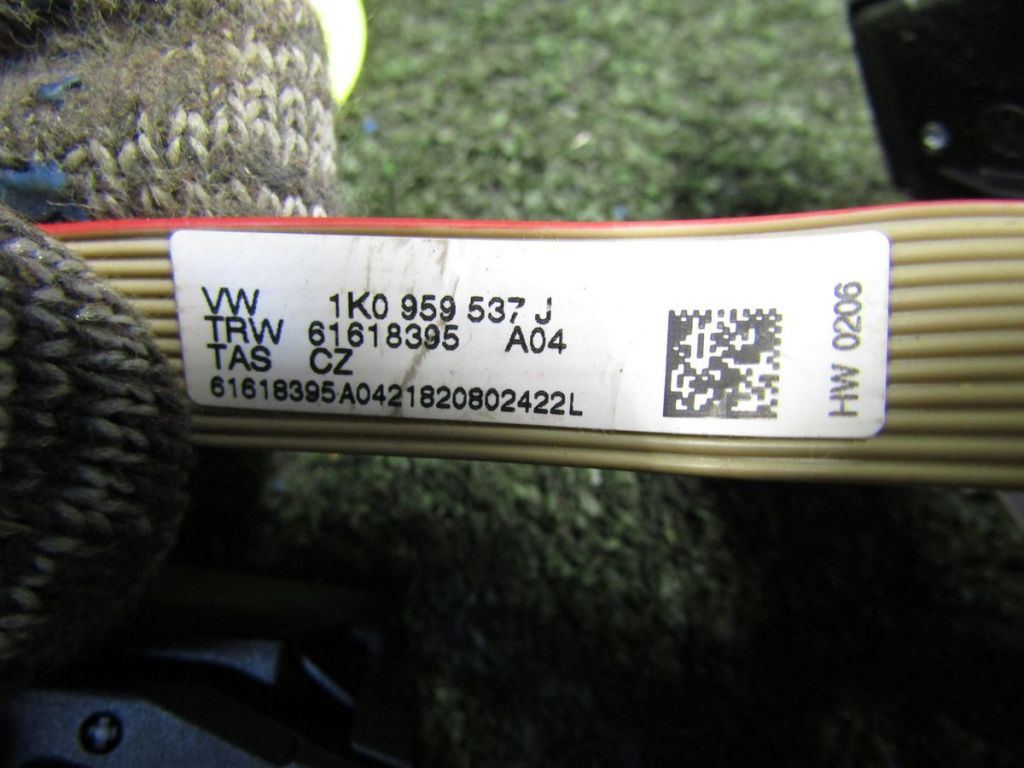 VW 1K0 959 537 J
TRW 61618395 A04
TAS CZ
61618395A0421820802422L
HW 0206